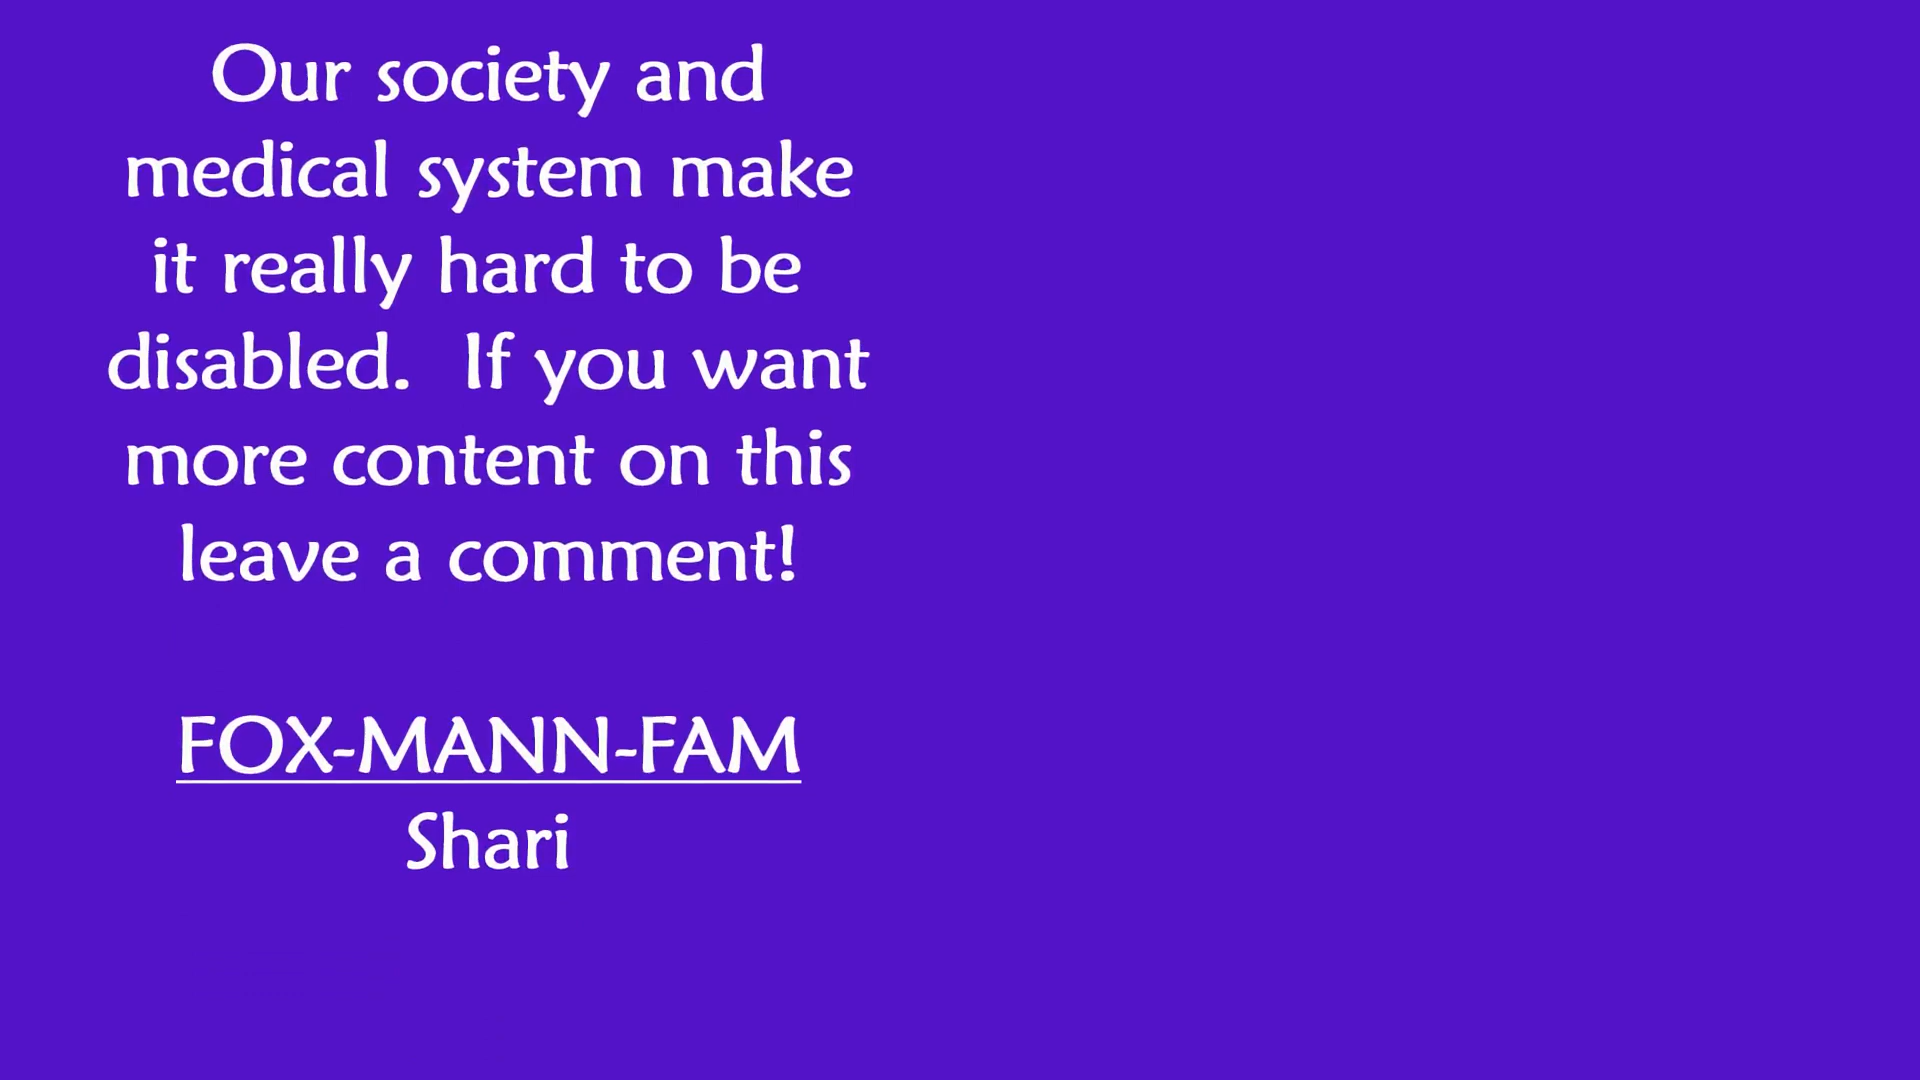 Our society and
medical system make
it really hard to be
disabled.  If you want
more content on this
leave a comment!
FOX-MANN-FAM
Shari